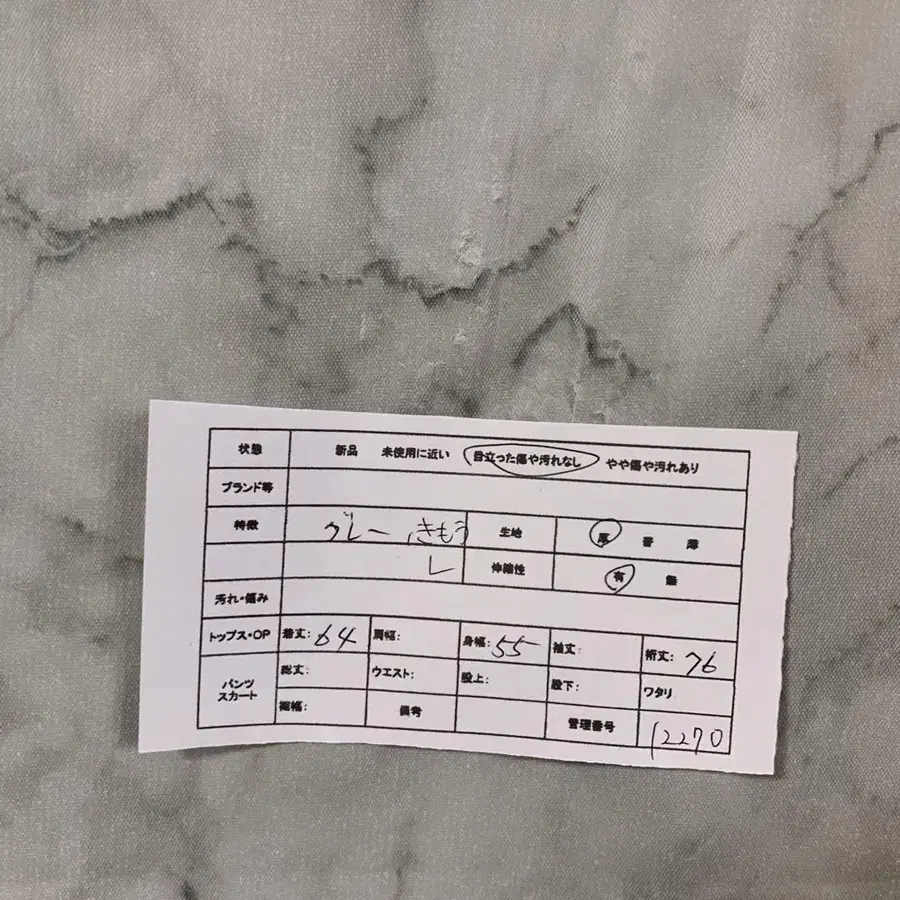 状態 新品 未使用に近い 目立った傷や汚れなし やや傷や汚れあり
ブランド等
特徴 グレー きもう 生地 厚 普 薄
レ 伸縮性 有 無
汚れ・傷み
トップス・OP 着丈: 64 肩幅: 身幅: 55 袖丈: 裄丈: 76
パンツ スカート 総丈: ウエスト: 股上: 股下: ワタリ
裾幅: 備考 管理番号 12270